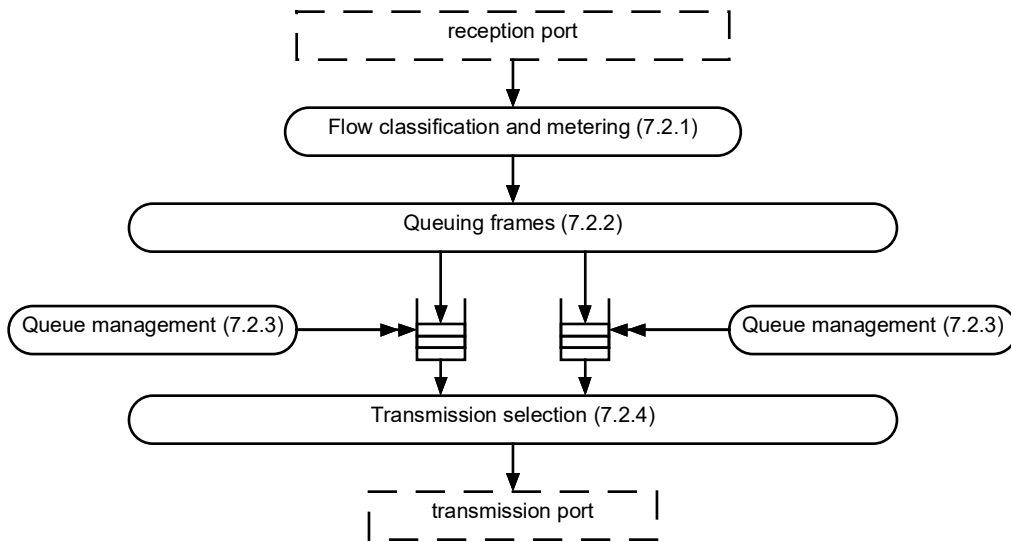 reception port
Flow classification and metering (7.2.1)
Queuing frames (7.2.2)
Queue management (7.2.3)
Queue management (7.2.3)
Transmission selection (7.2.4)
transmission port